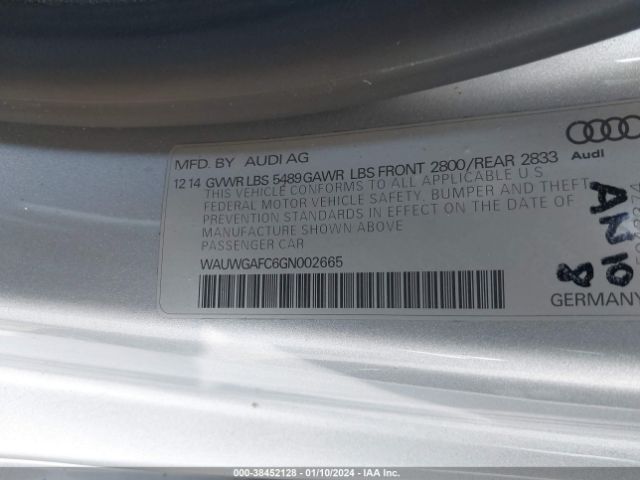 MFD. BY AUDI AG
12 14 GVWR LBS 5489 GAWR LBS FRONT 2800/REAR 2833
THIS VEHICLE CONFORMS TO ALL APPLICABLE U S
FEDERAL MOTOR VEHICLE SAFETY, BUMPER AND THEFT
PREVENTION STANDARDS IN EFFECT ON THE DATE OF
MANUFACTURE SHOWN ABOVE
PASSENGER CAR
WAUWGAFC6GN002665
Audi
AN10
8
GERMANY
000-38452128 - 01/10/2024 - IAA Inc.